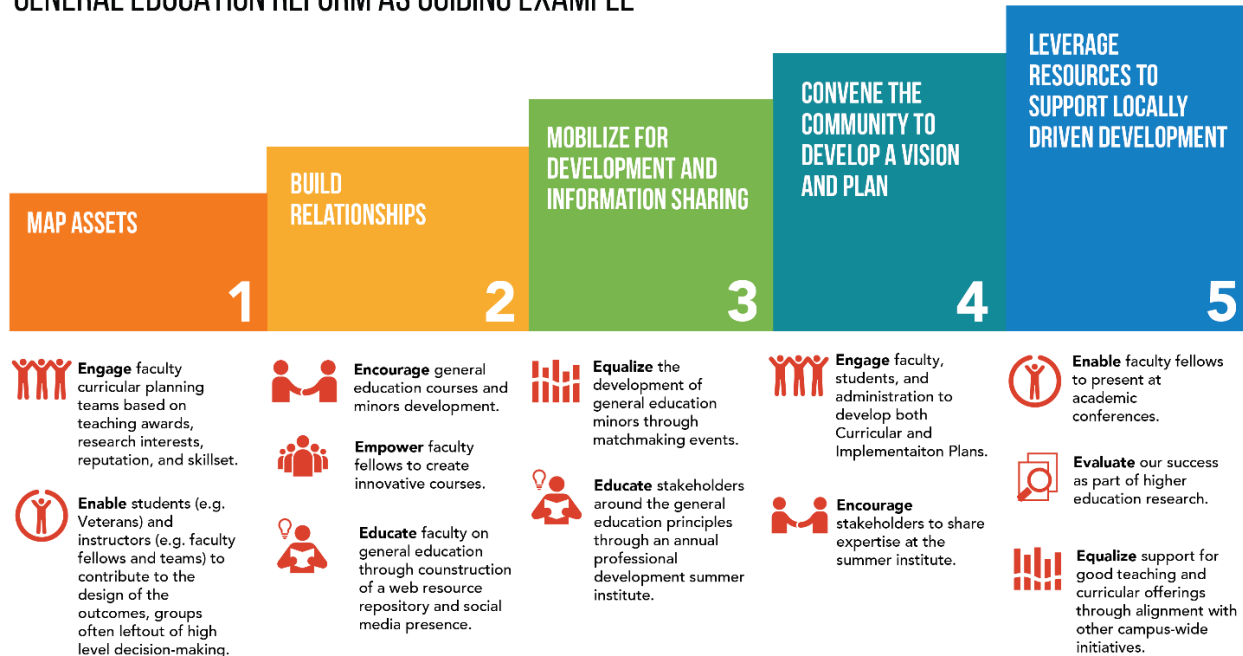 GENERAL EDUCATION REFORM AS GUIDING EXAMPLE
MAP ASSETS
1
BUILD
RELATIONSHIPS
2
MOBILIZE FOR
DEVELOPMENT AND
INFORMATION SHARING
3
CONVENE THE
COMMUNITY TO
DEVELOP A VISION
AND PLAN
4
LEVERAGE
RESOURCES TO
SUPPORT LOCALLY
DRIVEN DEVELOPMENT
5
Engage faculty
curricular planning
teams based on
teaching awards,
research interests,
reputation, and skillset.
Enable students (e.g.
Veterans) and
instructors (e.g. faculty
fellows and teams) to
contribute to the
design of the
outcomes, groups
often leftout of high
level decision-making.
Encourage general
education courses and
minors development.
Empower faculty
fellows to create
innovative courses.
Educate faculty on
general education
through counstruction
of a web resource
repository and social
media presence.
Equalize the
development of
general education
minors through
matchmaking events.
Educate stakeholders
around the general
education principles
through an annual
professional
development summer
institute.
Engage faculty,
students, and
administration to
develop both
Curricular and
Implementaiton Plans.
Encourage
stakeholders to share
expertise at the
summer institute.
Enable faculty fellows
to present at
academic
conferences.
Evaluate our success
as part of higher
education research.
Equalize support for
good teaching and
curricular offerings
through alignment with
other campus-wide
initiatives.